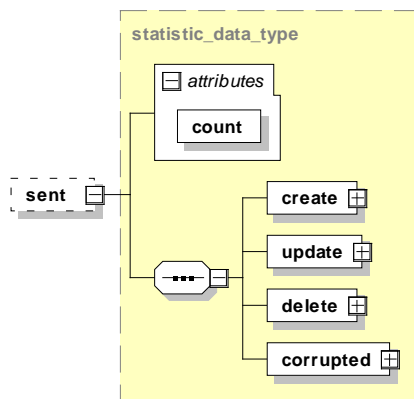 statistic_data_type
attributes
count
sent
create
update
delete
corrupted